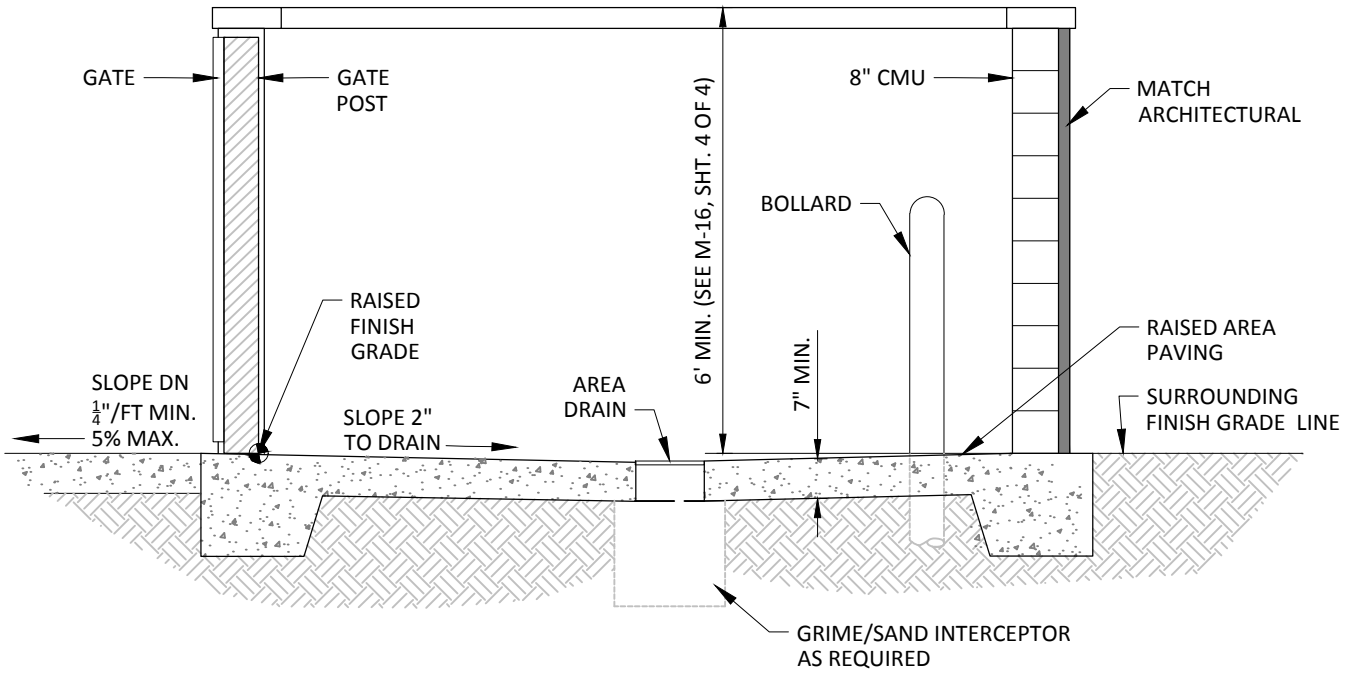 GATE
GATE
POST
6' MIN. (SEE M-16, SHT. 4 OF 4)
8" CMU
MATCH
ARCHITECTURAL
BOLLARD
RAISED
FINISH
GRADE
SLOPE DN
1/4"/FT MIN.
5% MAX.
SLOPE 2"
TO DRAIN
AREA
DRAIN
7" MIN.
RAISED AREA
PAVING
SURROUNDING
FINISH GRADE LINE
GRIME/SAND INTERCEPTOR
AS REQUIRED